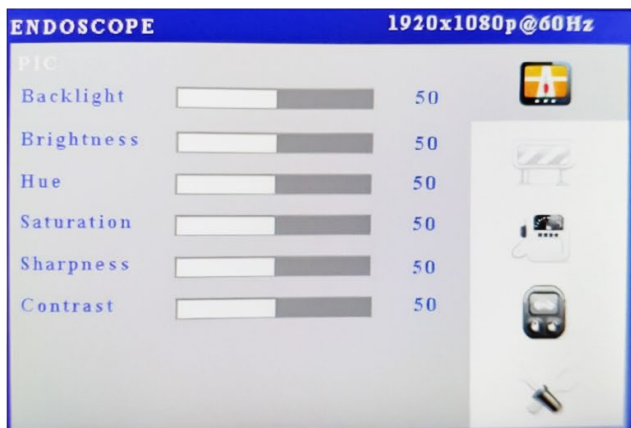 ENDOSCOPE 1920x1080p@60Hz
PIC
Backlight 50
Brightness 50
Hue 50
Saturation 50
Sharpness 50
Contrast 50